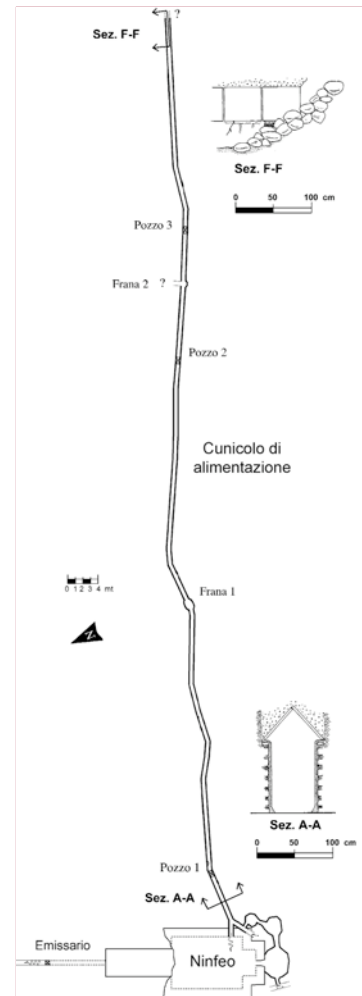 ?
Sez. F-F
Sez. F-F
0 50 100 cm
Pozzo 3
Frana 2 ?
Pozzo 2
Cunicolo di
alimentazione
0 1 2 3 4 mt
Frana 1
N
Sez. A-A
0 50 100 cm
Pozzo 1
Sez. A-A
Emissario
Ninfeo